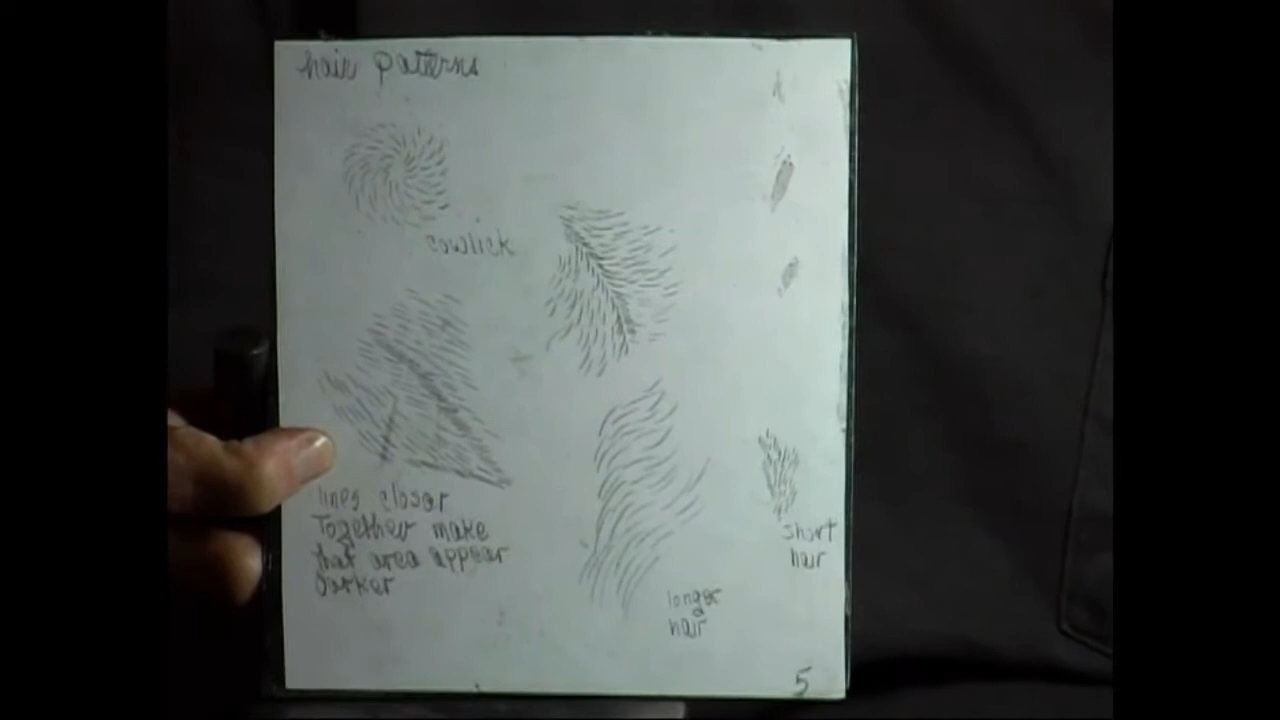 hair patterns
cowlick
lines closer
Together make
that area appear
Darker
short
hair
longer
hair
5